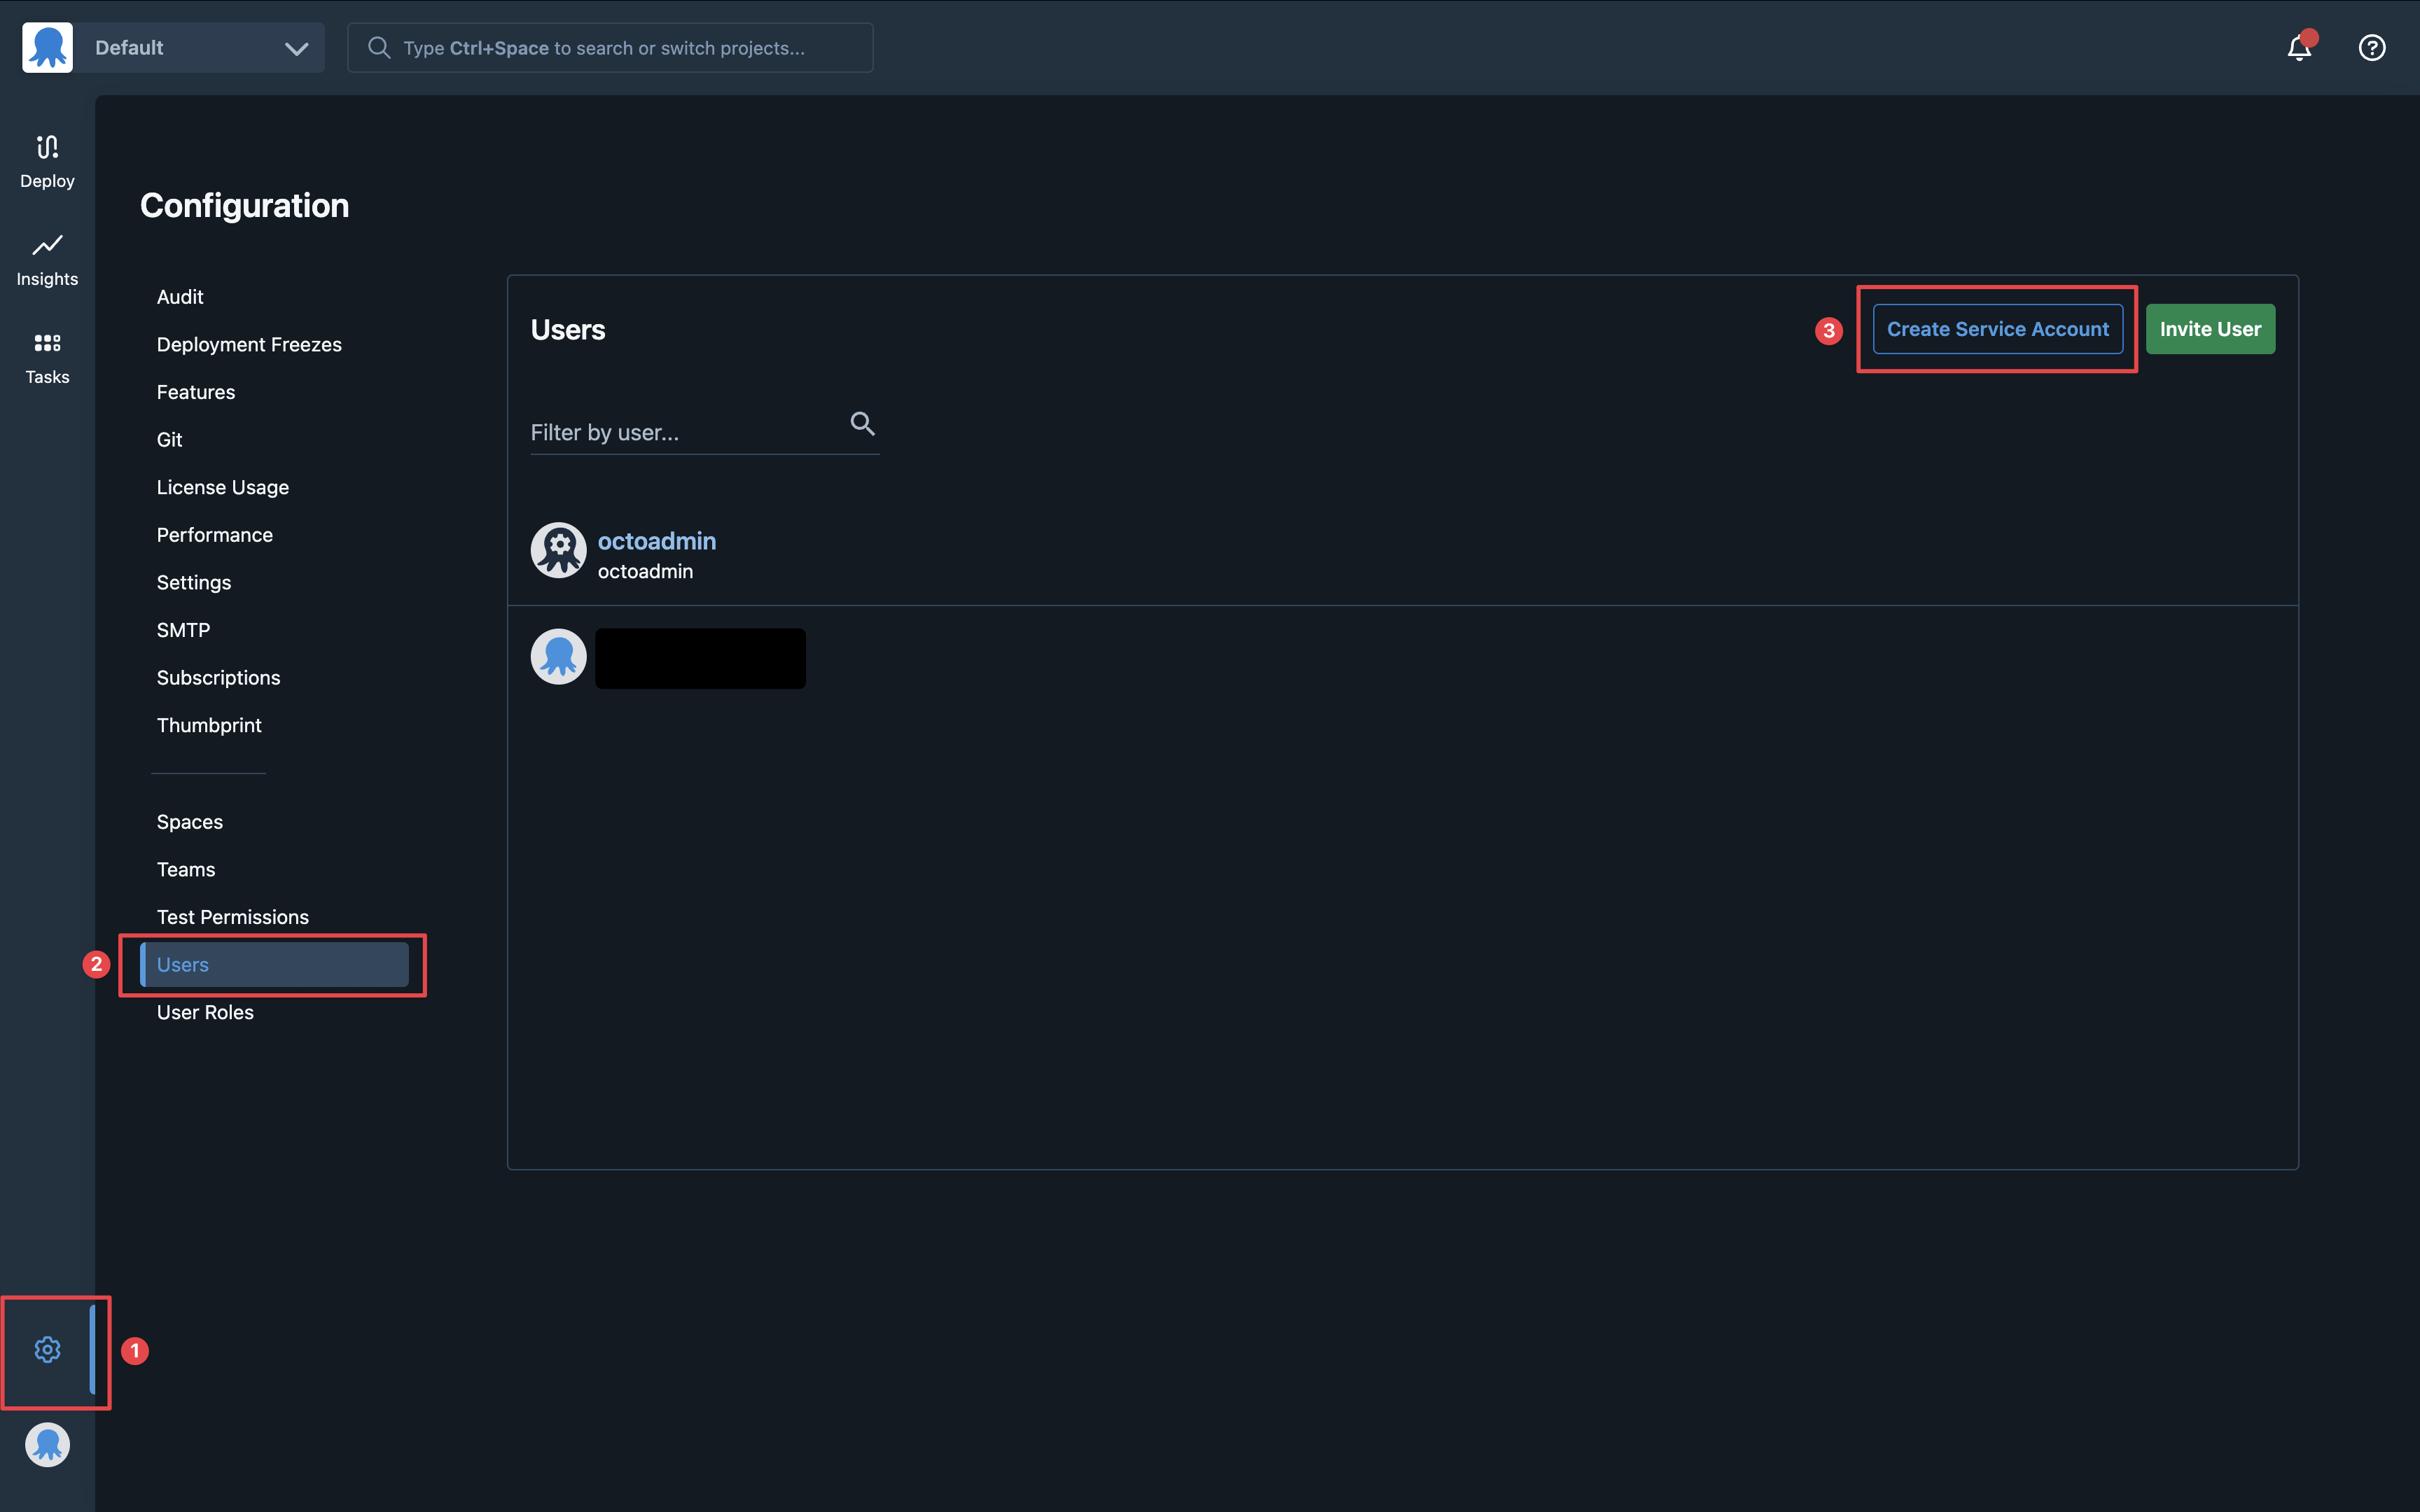 Default
Type Ctrl+Space to search or switch projects...
Deploy
Insights
Tasks
Configuration
Audit
Deployment Freezes
Features
Git
License Usage
Performance
Settings
SMTP
Subscriptions
Thumbprint
Spaces
Teams
Test Permissions
2
Users
User Roles
1
Users
3
Create Service Account
Invite User
Filter by user...
octoadmin
octoadmin